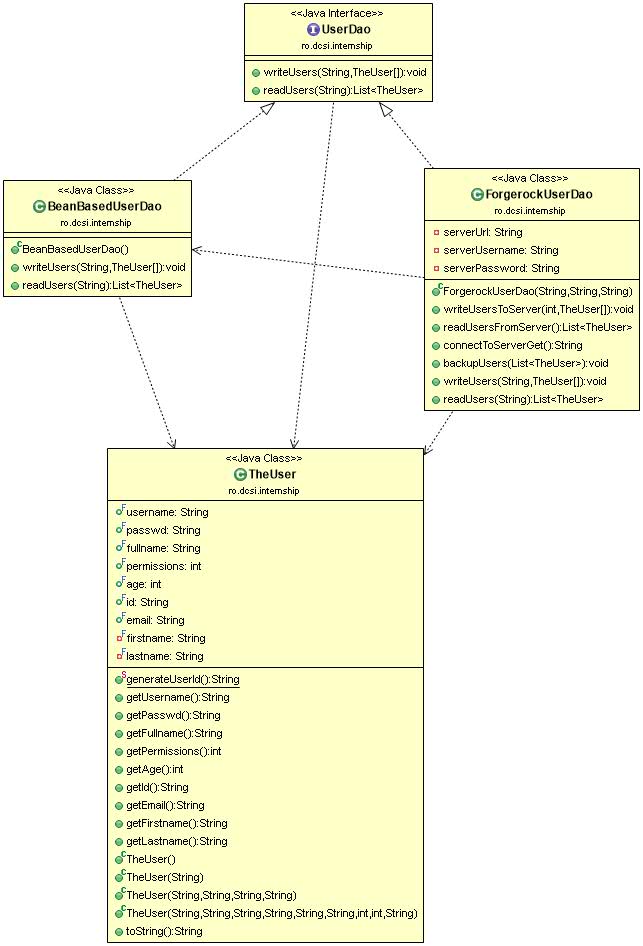 <<Java Interface>>
UserDao
ro.dcsi.internship
writeUsers(String,TheUser[]):void
readUsers(String):List<TheUser>
<<Java Class>>
BeanBasedUserDao
ro.dcsi.internship
BeanBasedUserDao()
writeUsers(String,TheUser[]):void
readUsers(String):List<TheUser>
<<Java Class>>
ForgerockUserDao
ro.dcsi.internship
serverUrl: String
serverUsername: String
serverPassword: String
ForgerockUserDao(String,String,String)
writeUsersToServer(int,TheUser[]):void
readUsersFromServer():List<TheUser>
connectToServerGet():String
backupUsers(List<TheUser>):void
writeUsers(String,TheUser[]):void
readUsers(String):List<TheUser>
<<Java Class>>
TheUser
ro.dcsi.internship
username: String
passwd: String
fullname: String
permissions: int
age: int
id: String
email: String
firstname: String
lastname: String
generateUserId():String
getUsername():String
getPasswd():String
getFullname():String
getPermissions():int
getAge():int
getId():String
getEmail():String
getFirstname():String
getLastname():String
TheUser()
TheUser(String)
TheUser(String,String,String,String)
TheUser(String,String,String,String,String,String,int,int,String)
toString():String